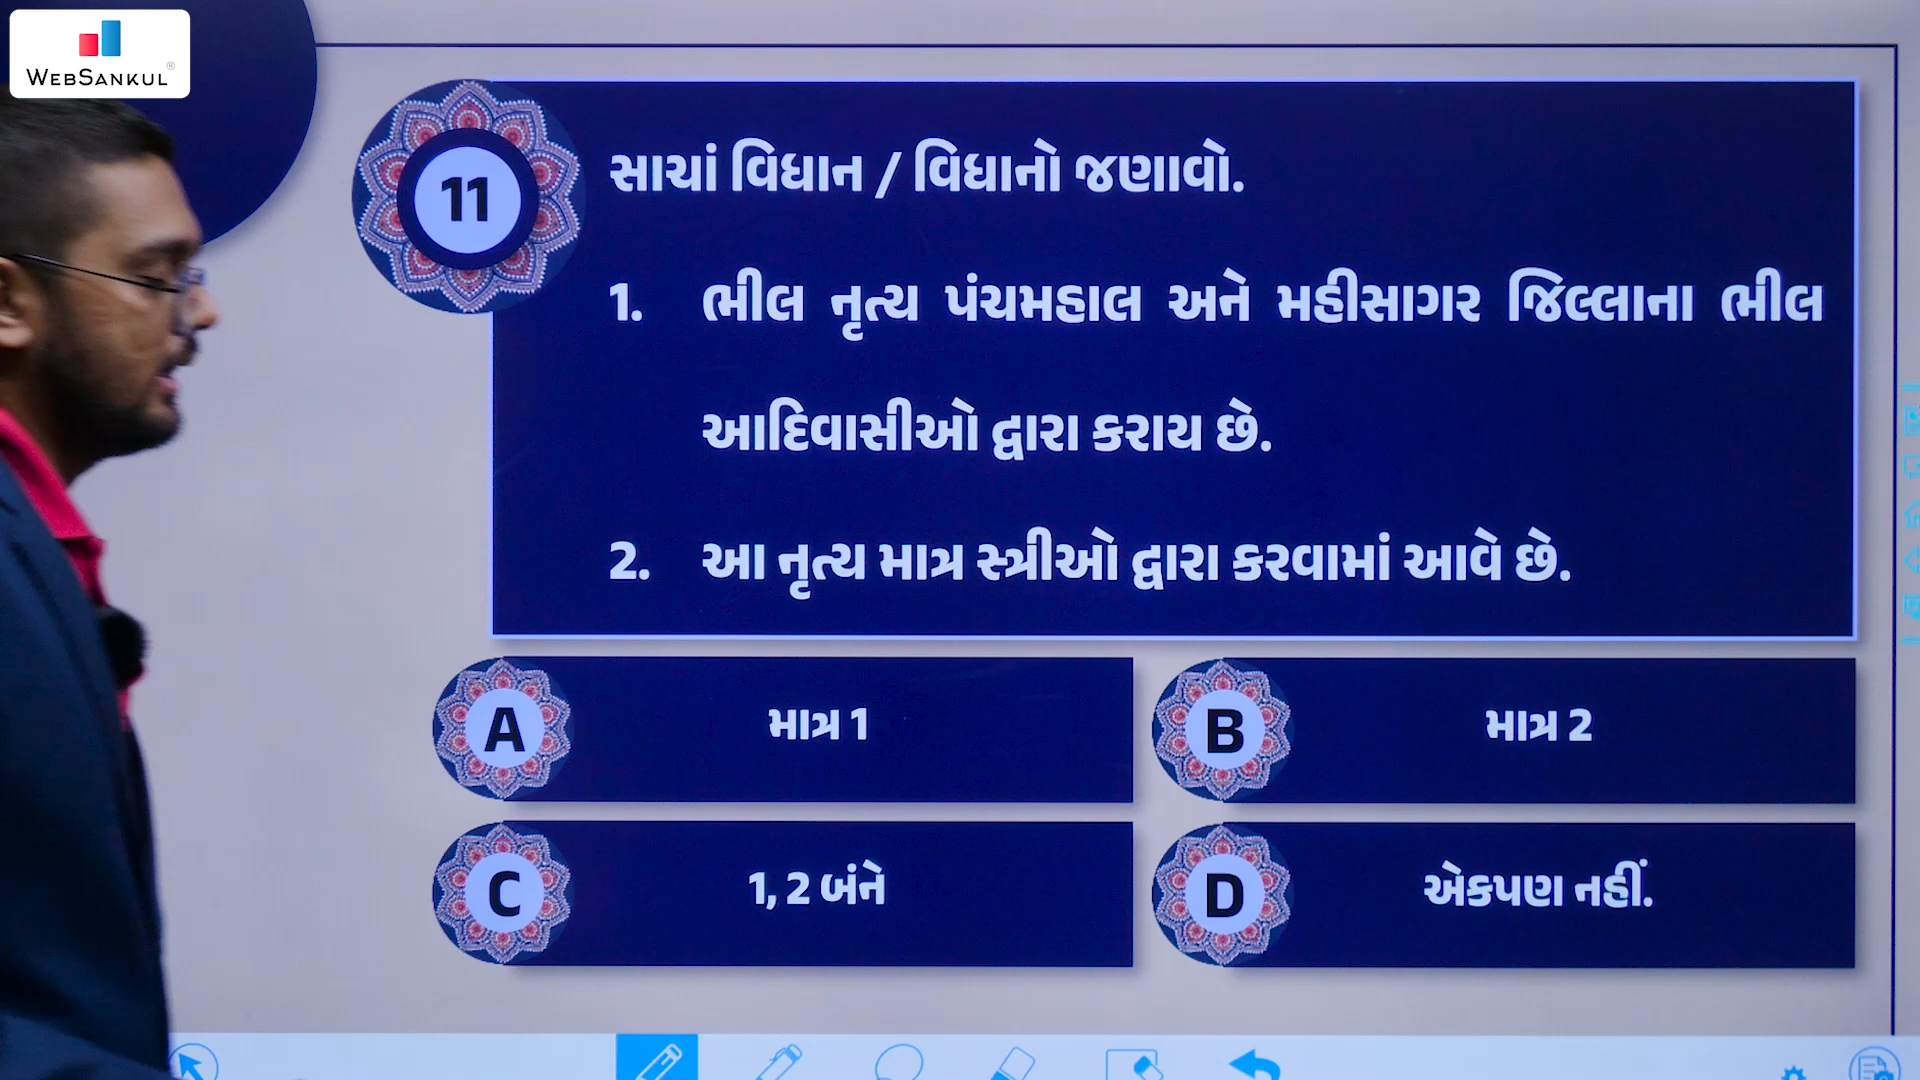 WEBSANKUL®
11
સાચાં વિધાન / વિધાનો જણાવો.
1. ભીલ નૃત્ય પંચમહાલ અને મહીસાગર જિલ્લાના ભીલ
આદિવાસીઓ દ્વારા કરાય છે.
2. આ નૃત્ય માત્ર સ્ત્રીઓ દ્વારા કરવામાં આવે છે.
A માત્ર 1
B માત્ર 2
C 1, 2 બંને
D એકપણ નહીં.